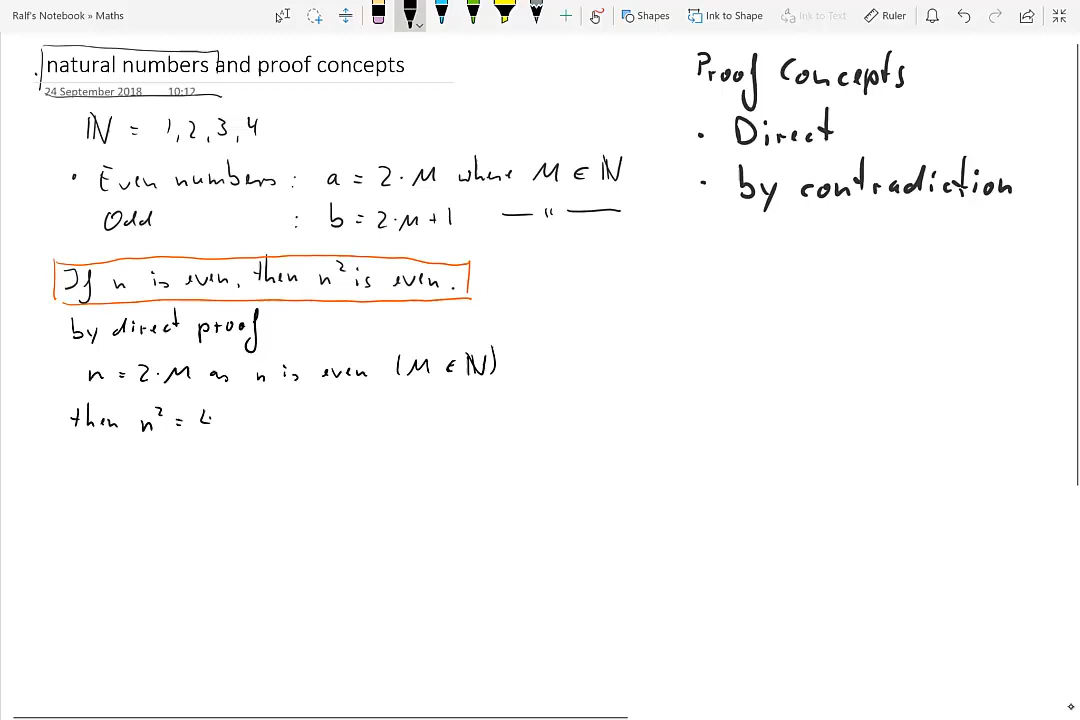 Ralf's Notebook » Maths
Shapes
Ink to Shape
Ink to Text
Ruler
natural numbers and proof concepts
24 September 2018 10:12
ℕ = 1, 2, 3, 4
• Even numbers : a = 2 · M where M ∈ ℕ
Odd : b = 2 · M + 1 — " —
If n is even, then n² is even.
by direct proof
n = 2 · M as n is even (M ∈ ℕ)
then n² = 4
Proof Concepts
• Direct
• by contradiction